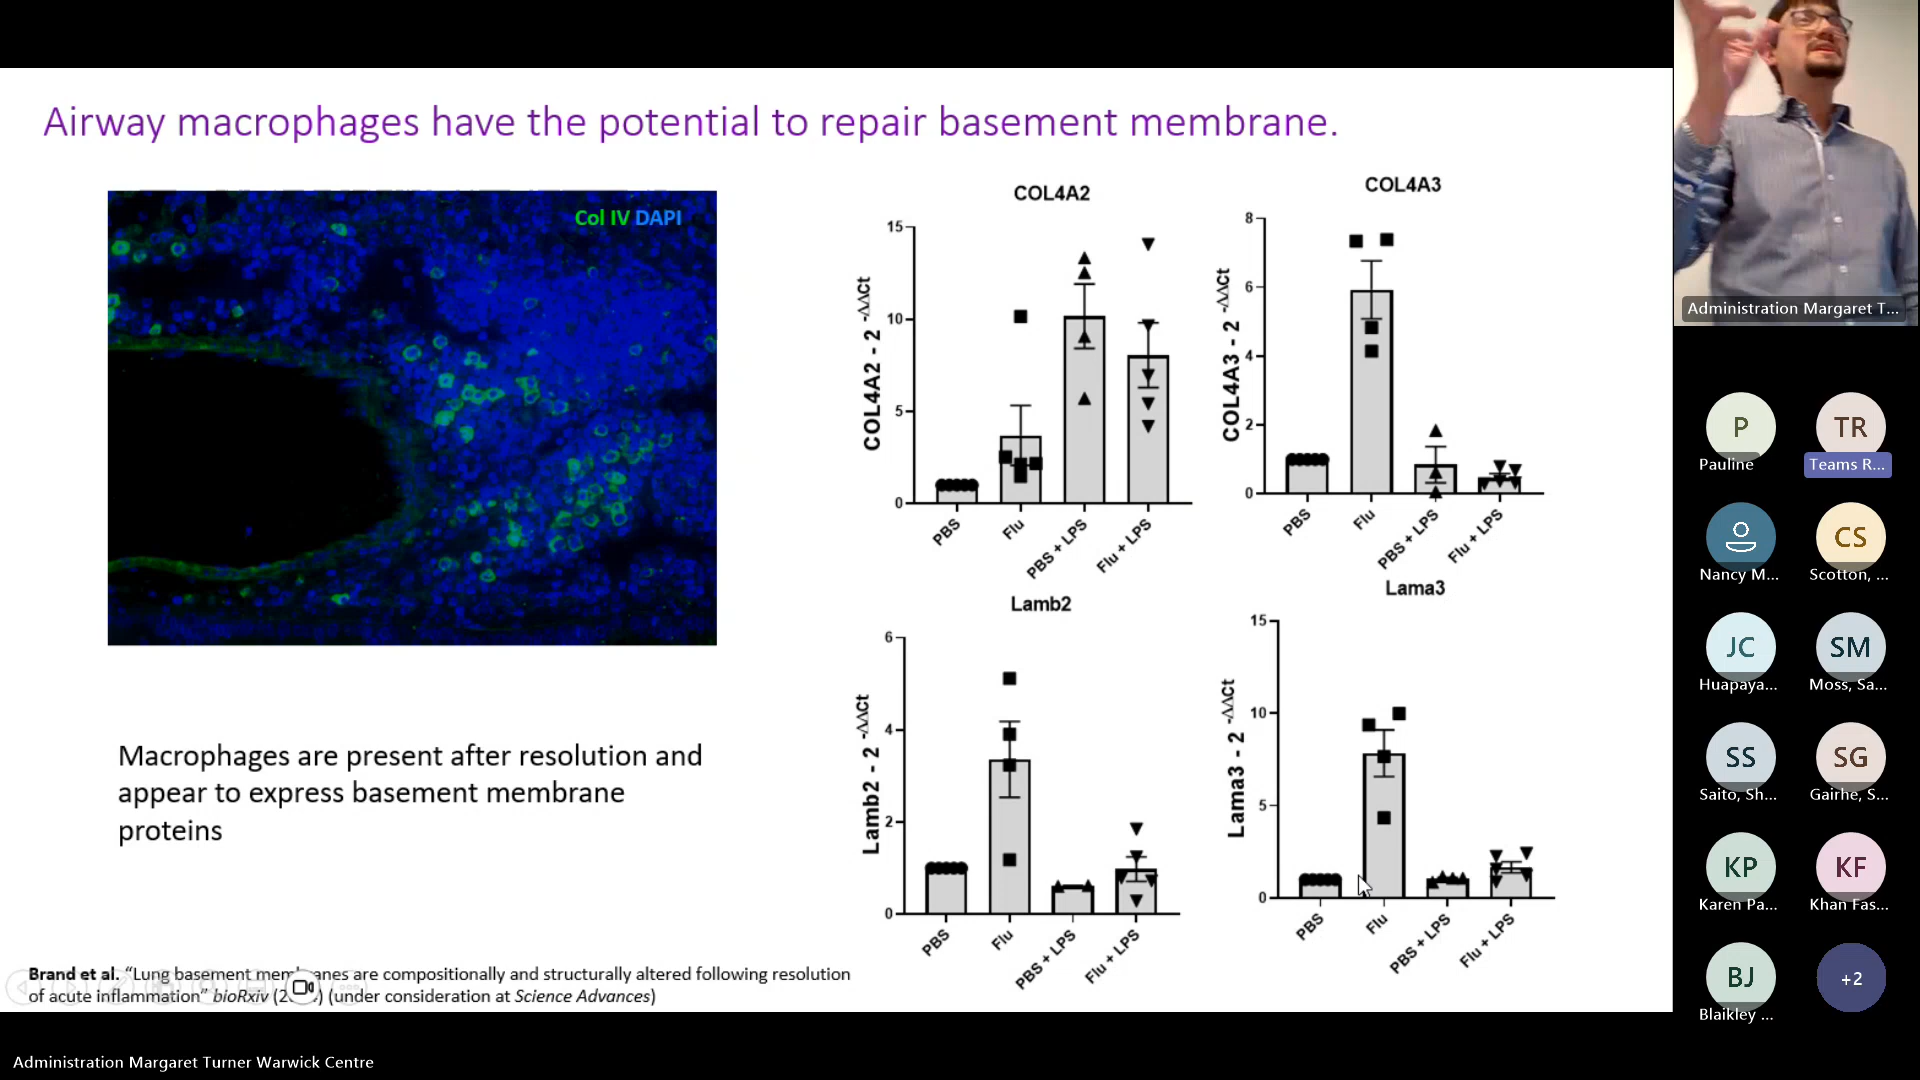 Airway macrophages have the potential to repair basement membrane.
Col IV DAPI
Macrophages are present after resolution and
appear to express basement membrane
proteins
COL4A2
COL4A2 - 2 -ΔΔCt
15
10
5
0
PBS
Flu
PBS + LPS
Flu + LPS
COL4A3
COL4A3 - 2 -ΔΔCt
8
6
4
2
0
PBS
Flu
PBS + LPS
Flu + LPS
Lamb2
Lamb2 - 2 -ΔΔCt
6
4
2
0
PBS
Flu
PBS + LPS
Flu + LPS
Lama3
Lama3 - 2 -ΔΔCt
15
10
5
0
PBS
Flu
PBS + LPS
Flu + LPS
Brand et al. “Lung basement membranes are compositionally and structurally altered following resolution
of acute inflammation” bioRxiv (under consideration at Science Advances)
Administration Margaret T...
P
Pauline
TR
Teams R...
Nancy M...
CS
Scotton, ...
JC
Huapaya...
SM
Moss, Sa...
SS
Saito, Sh...
SG
Gairhe, S...
KP
Karen Pa...
KF
Khan Fas...
BJ
Blaikley ...
+2
Administration Margaret Turner Warwick Centre